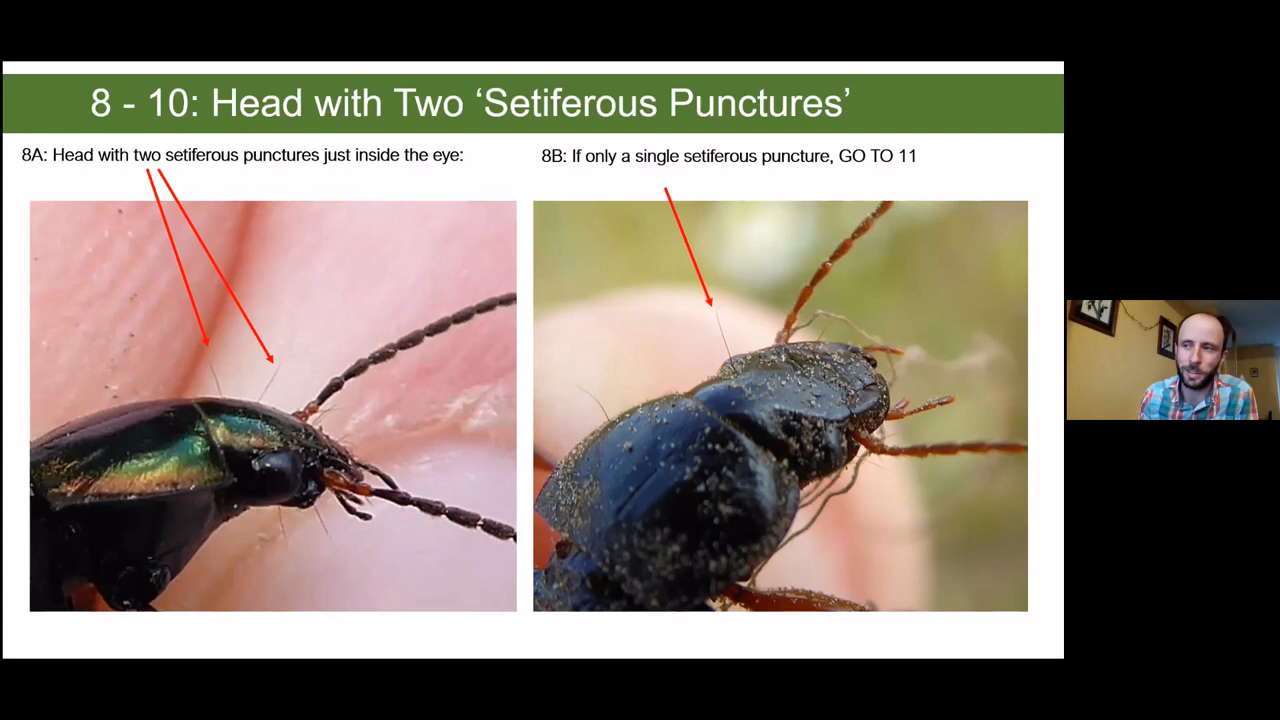 8 - 10: Head with Two ‘Setiferous Punctures’
8A: Head with two setiferous punctures just inside the eye:
8B: If only a single setiferous puncture, GO TO 11